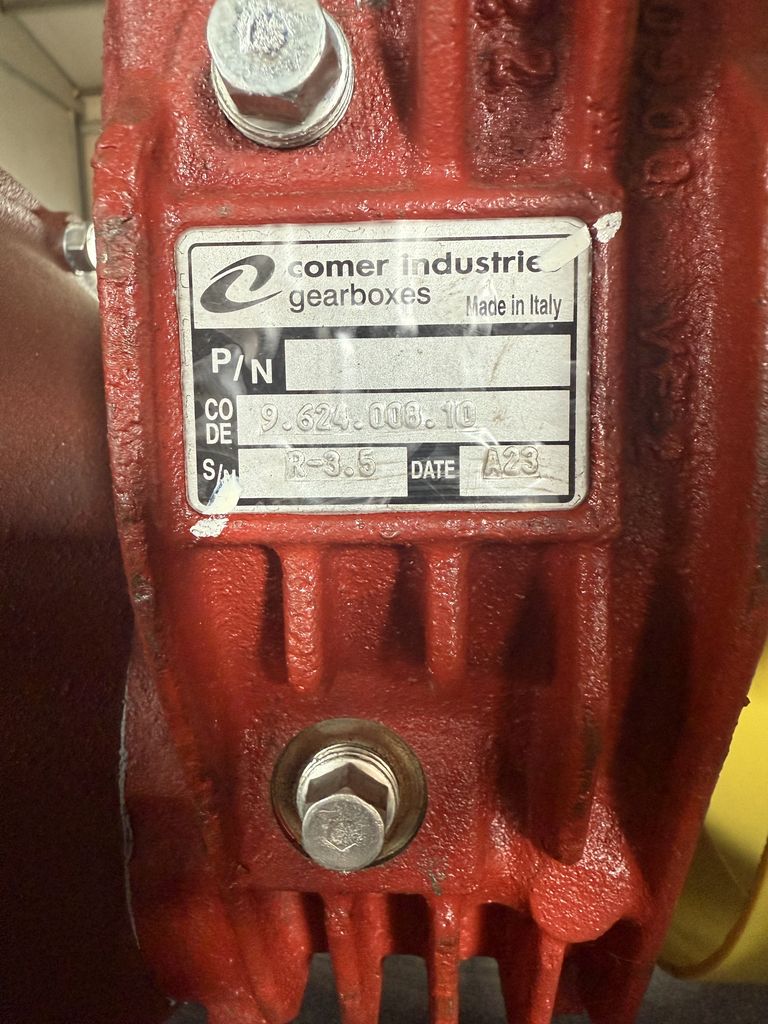 comer industrie
gearboxes
Made in Italy
P/N
CODE 9.624.008.10
S/N R-3.5 DATE A23